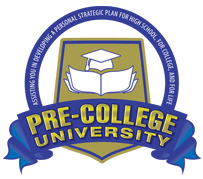 ASSISTING YOU IN DEVELOPING A PERSONAL STRATEGIC PLAN FOR HIGH SCHOOL, FOR COLLEGE, AND FOR LIFE
PRE-COLLEGE
UNIVERSITY